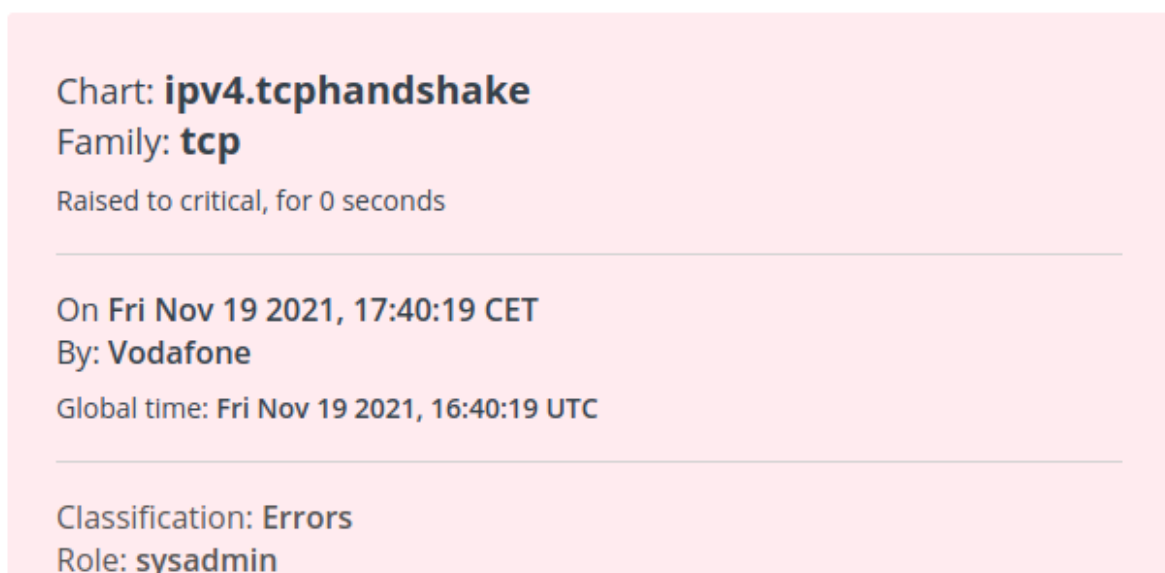 Chart: ipv4.tcphandshake
Family: tcp
Raised to critical, for 0 seconds
On Fri Nov 19 2021, 17:40:19 CET
By: Vodafone
Global time: Fri Nov 19 2021, 16:40:19 UTC
Classification: Errors
Role: sysadmin